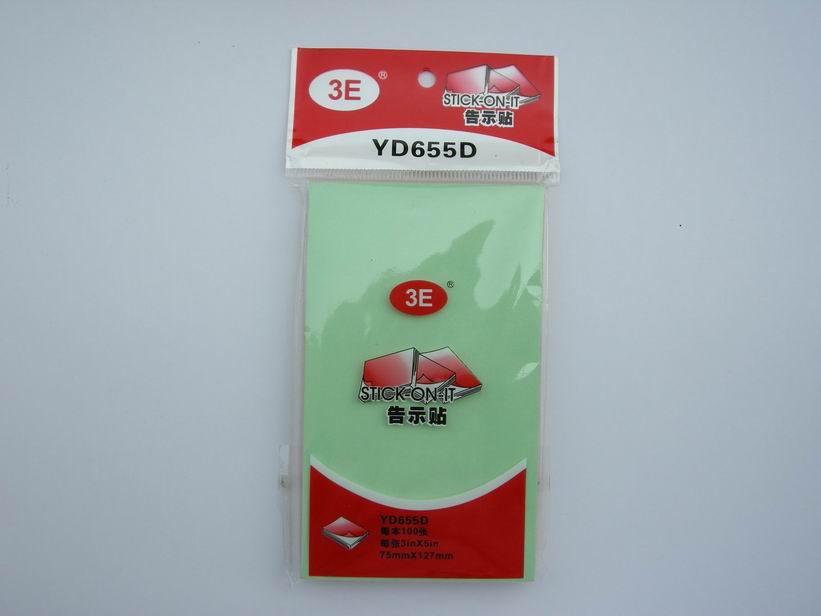 3E ®
STICK-ON-IT
告示贴
YD655D
3E ®
STICK-ON-IT
告示贴
YD655D
每本100张
每张3inX5in
75mmX127mm